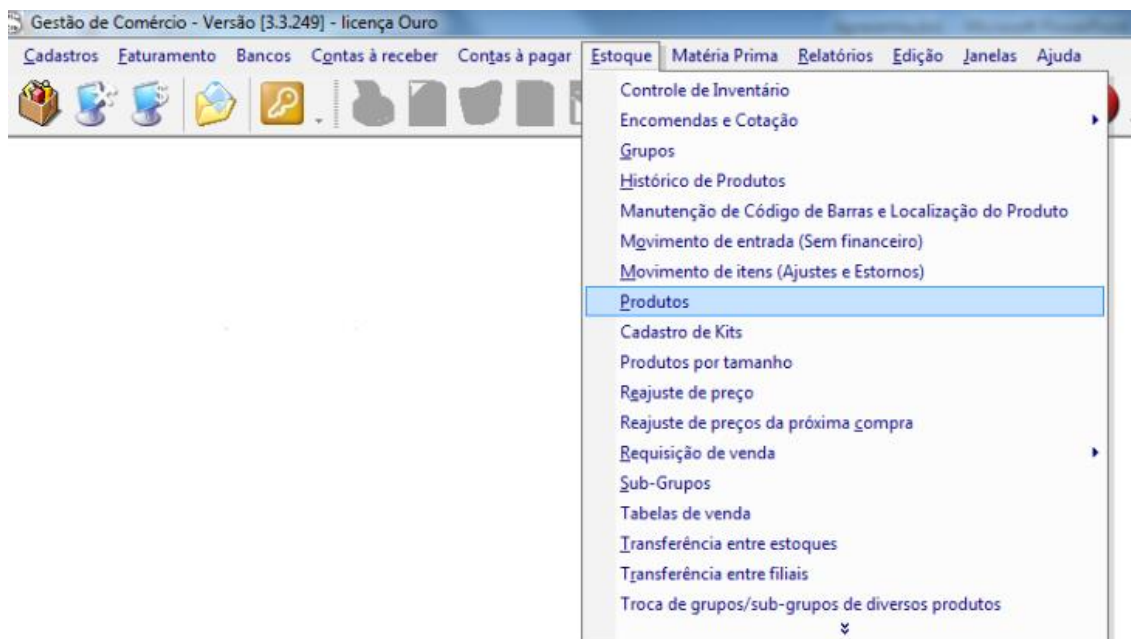 Gestão de Comércio - Versão [3.3.249] - licença Ouro
Cadastros Faturamento Bancos Contas à receber Contas à pagar Estoque Matéria Prima Relatórios Edição Janelas Ajuda
Controle de Inventário
Encomendas e Cotação
Grupos
Histórico de Produtos
Manutenção de Código de Barras e Localização do Produto
Movimento de entrada (Sem financeiro)
Movimento de itens (Ajustes e Estornos)
Produtos
Cadastro de Kits
Produtos por tamanho
Reajuste de preço
Reajuste de preços da próxima compra
Requisição de venda
Sub-Grupos
Tabelas de venda
Transferência entre estoques
Transferência entre filiais
Troca de grupos/sub-grupos de diversos produtos